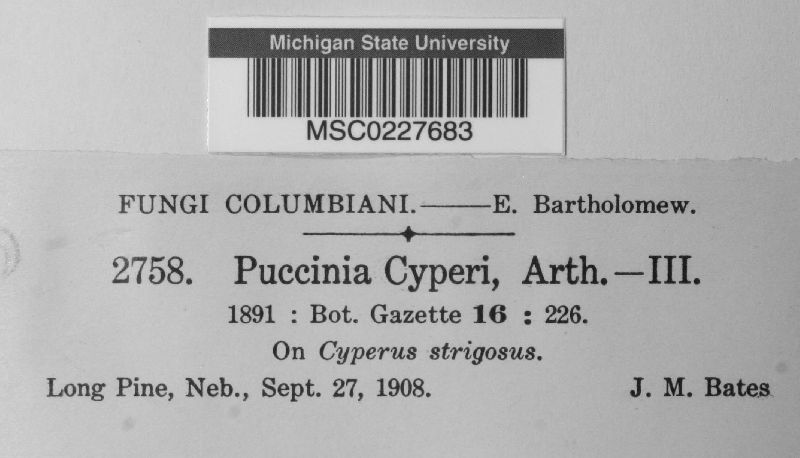 Michigan State University
MSC0227683
FUNGI COLUMBIANI.——E. Bartholomew.
2758. Puccinia Cyperi, Arth.—III.
1891 : Bot. Gazette 16 : 226.
On Cyperus strigosus.
Long Pine, Neb., Sept. 27, 1908. J. M. Bates